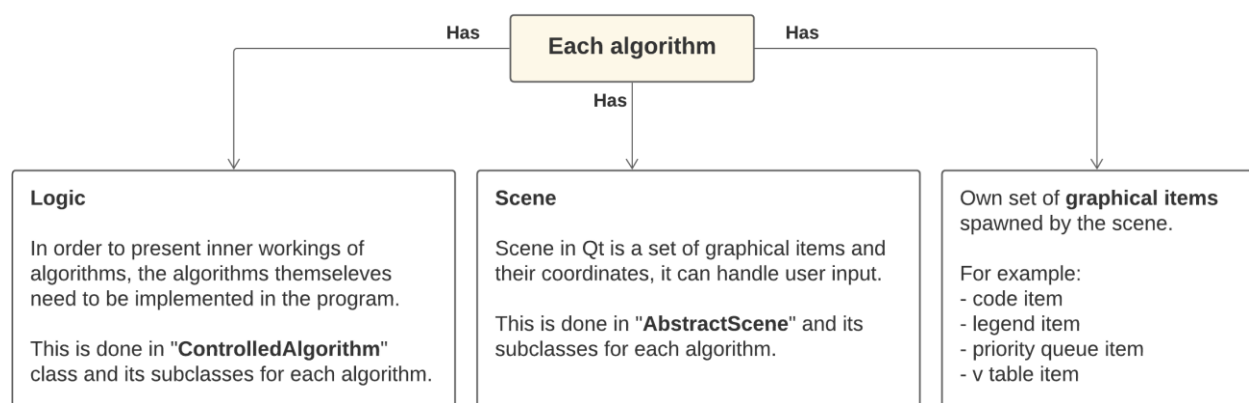 Has
Each algorithm
Has
Has
Logic
In order to present inner workings of
algorithms, the algorithms themseleves
need to be implemented in the program.
This is done in "ControlledAlgorithm"
class and its subclasses for each algorithm.
Scene
Scene in Qt is a set of graphical items and
their coordinates, it can handle user input.
This is done in "AbstractScene" and its
subclasses for each algorithm.
Own set of graphical items
spawned by the scene.
For example:
- code item
- legend item
- priority queue item
- v table item